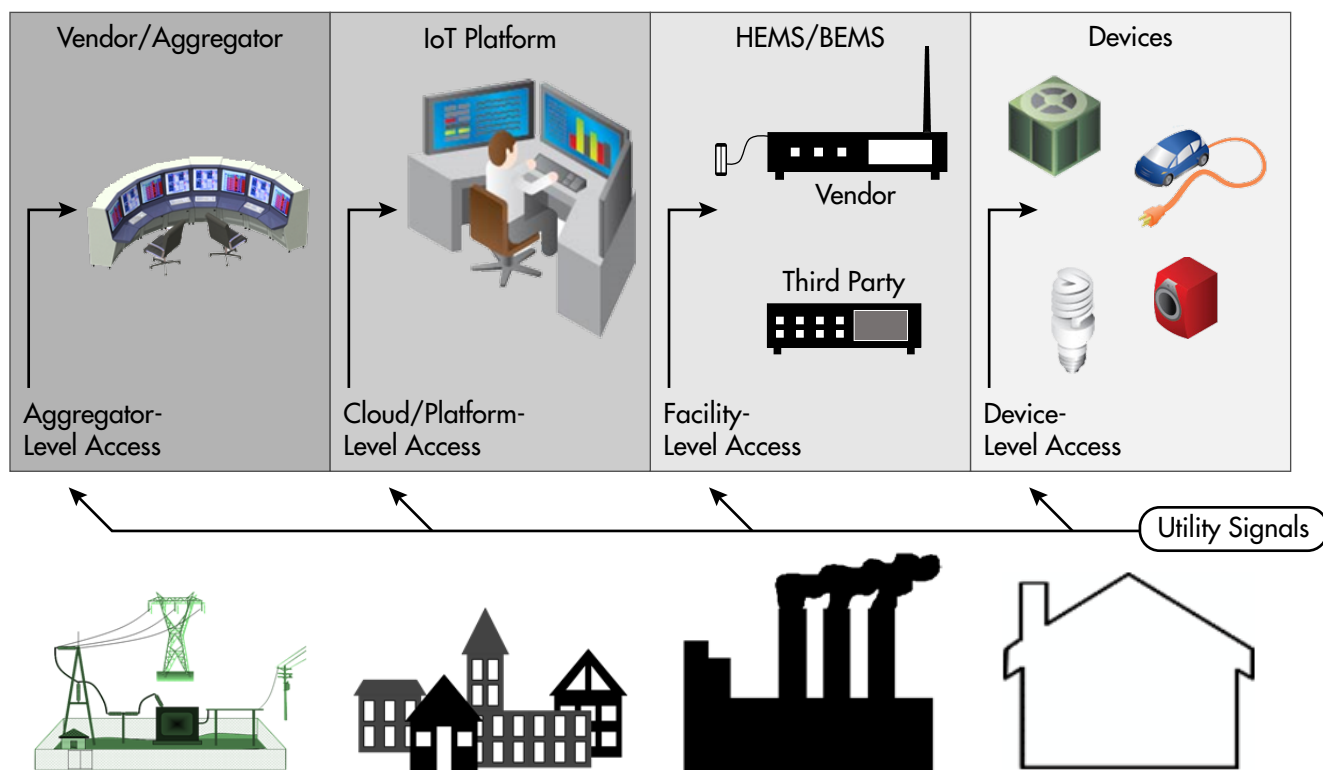 Vendor/Aggregator
IoT Platform
HEMS/BEMS
Devices
Vendor
Third Party
Aggregator-
Level Access
Cloud/Platform-
Level Access
Facility-
Level Access
Device-
Level Access
Utility Signals